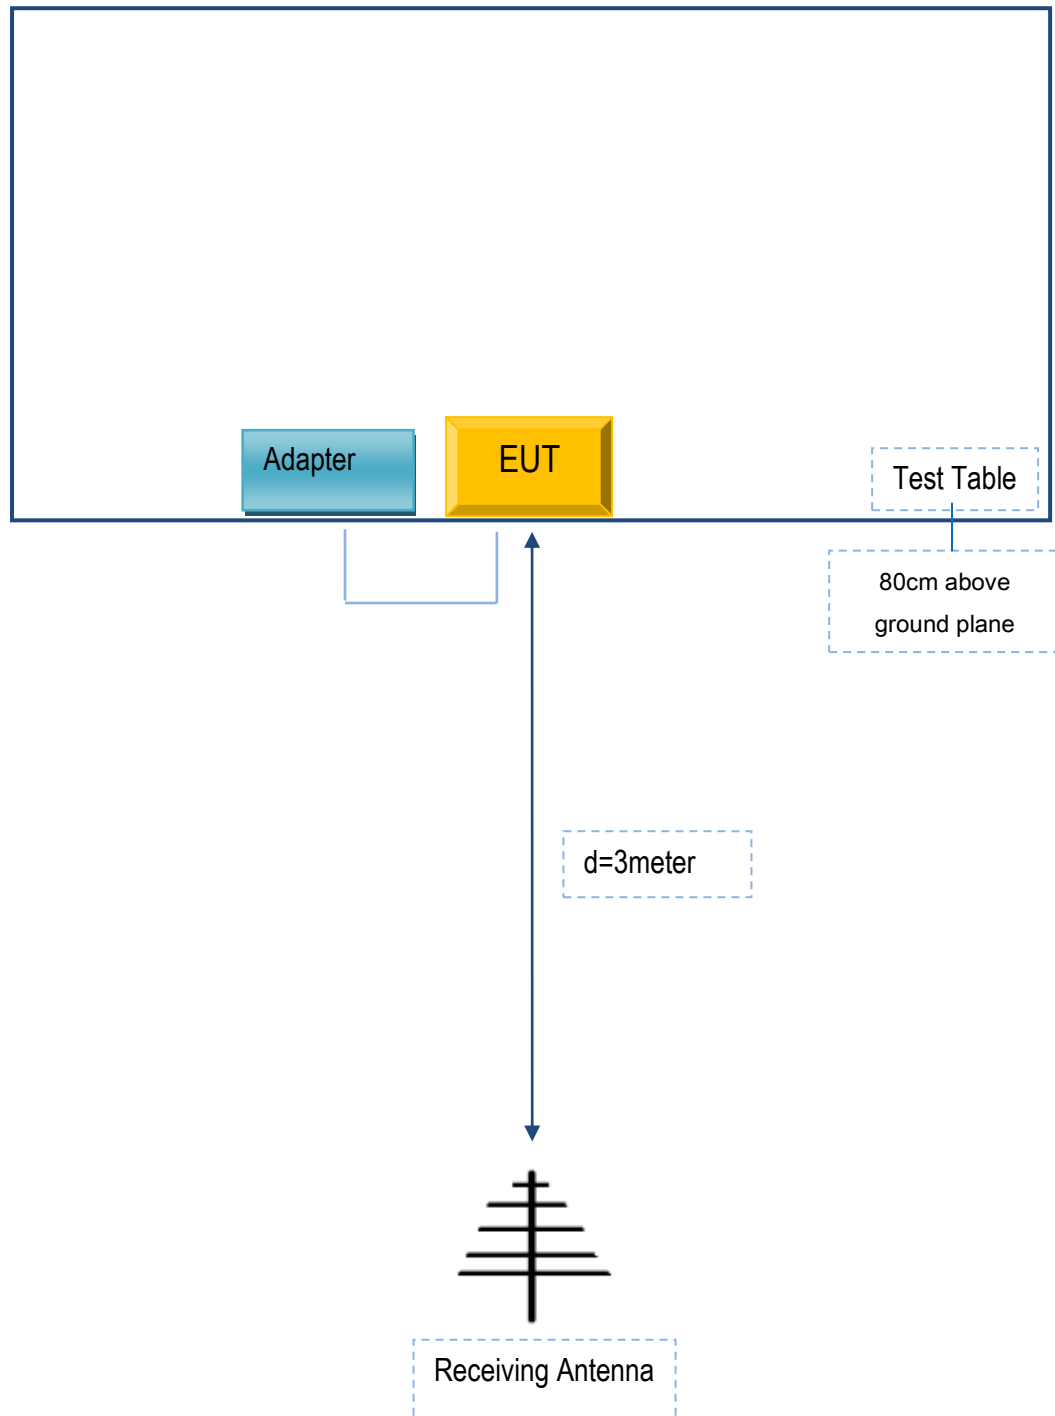 Adapter
EUT
Test Table
80cm above
ground plane
d=3meter
Receiving Antenna